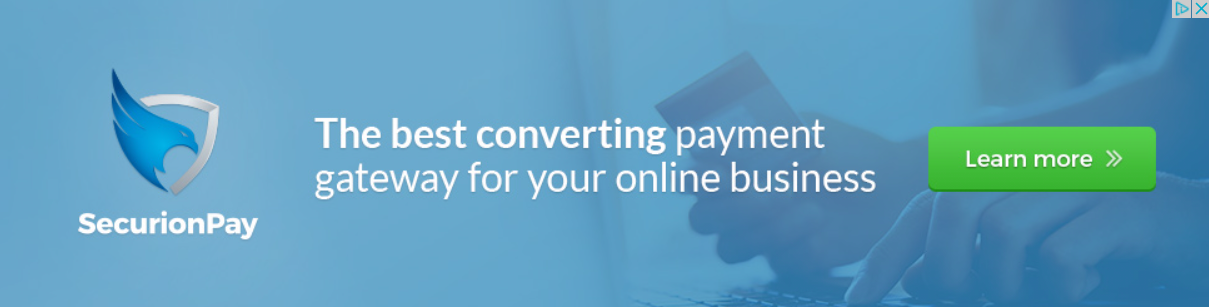 The best converting payment
gateway for your online business
Learn more
SecurionPay